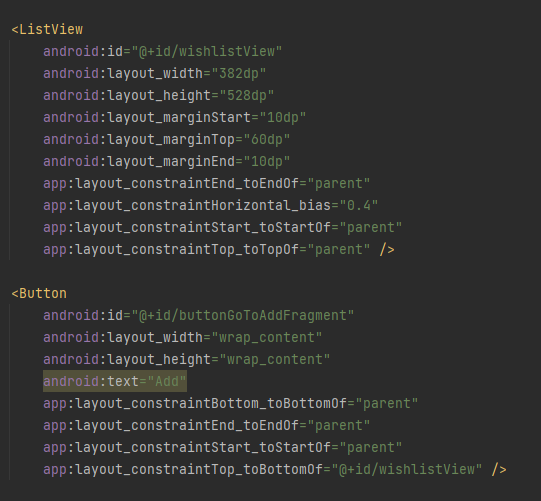 <ListView
android:id="@+id/wishlistView"
android:layout_width="382dp"
android:layout_height="528dp"
android:layout_marginStart="10dp"
android:layout_marginTop="60dp"
android:layout_marginEnd="10dp"
app:layout_constraintEnd_toEndOf="parent"
app:layout_constraintHorizontal_bias="0.4"
app:layout_constraintStart_toStartOf="parent"
app:layout_constraintTop_toTopOf="parent" />
<Button
android:id="@+id/buttonGoToAddFragment"
android:layout_width="wrap_content"
android:layout_height="wrap_content"
android:text="Add"
app:layout_constraintBottom_toBottomOf="parent"
app:layout_constraintEnd_toEndOf="parent"
app:layout_constraintStart_toStartOf="parent"
app:layout_constraintTop_toBottomOf="@+id/wishlistView" />